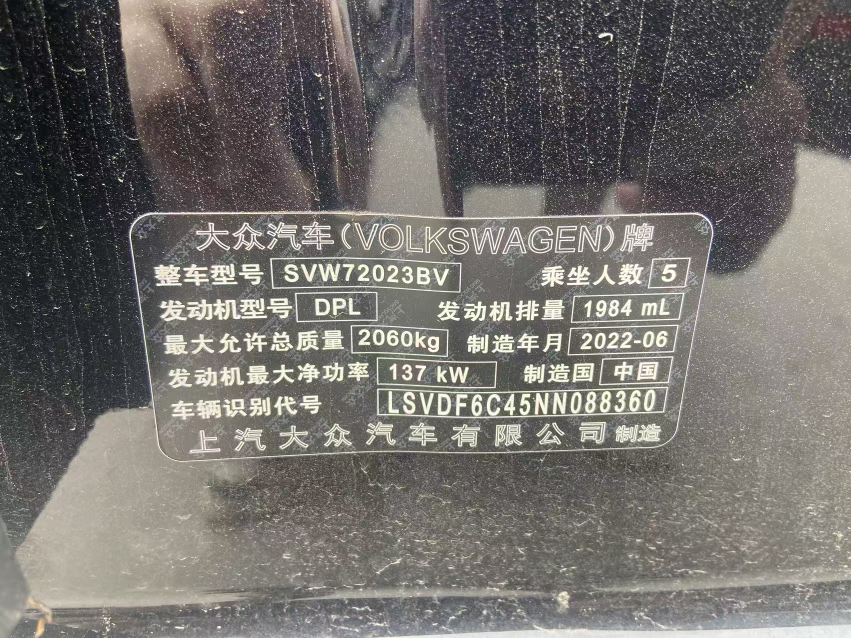 大众汽车(VOLKSWAGEN)牌
整车型号 SVW72023BV 乘坐人数 5
发动机型号 DPL 发动机排量 1984 mL
最大允许总质量 2060kg 制造年月 2022-06
发动机最大净功率 137 kW 制造国 中国
车辆识别代号 LSVDF6C45NN088360
上汽大众汽车有限公司 制造